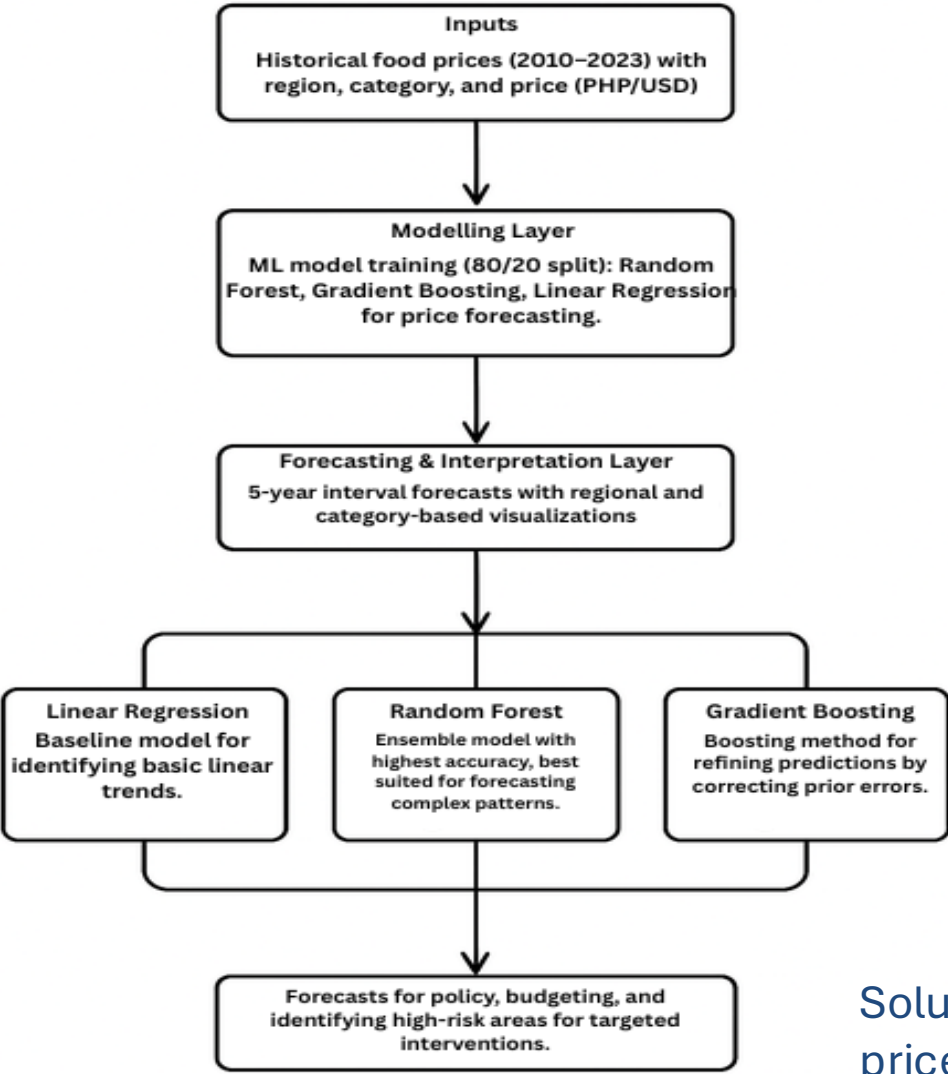 Inputs
Historical food prices (2010–2023) with
region, category, and price (PHP/USD)
Modelling Layer
ML model training (80/20 split): Random
Forest, Gradient Boosting, Linear Regression
for price forecasting.
Forecasting & Interpretation Layer
5-year interval forecasts with regional and
category-based visualizations
Linear Regression
Baseline model for
identifying basic linear
trends.
Random Forest
Ensemble model with
highest accuracy, best
suited for forecasting
complex patterns.
Gradient Boosting
Boosting method for
refining predictions by
correcting prior errors.
Forecasts for policy, budgeting, and
identifying high-risk areas for targeted
interventions.
Solu
price